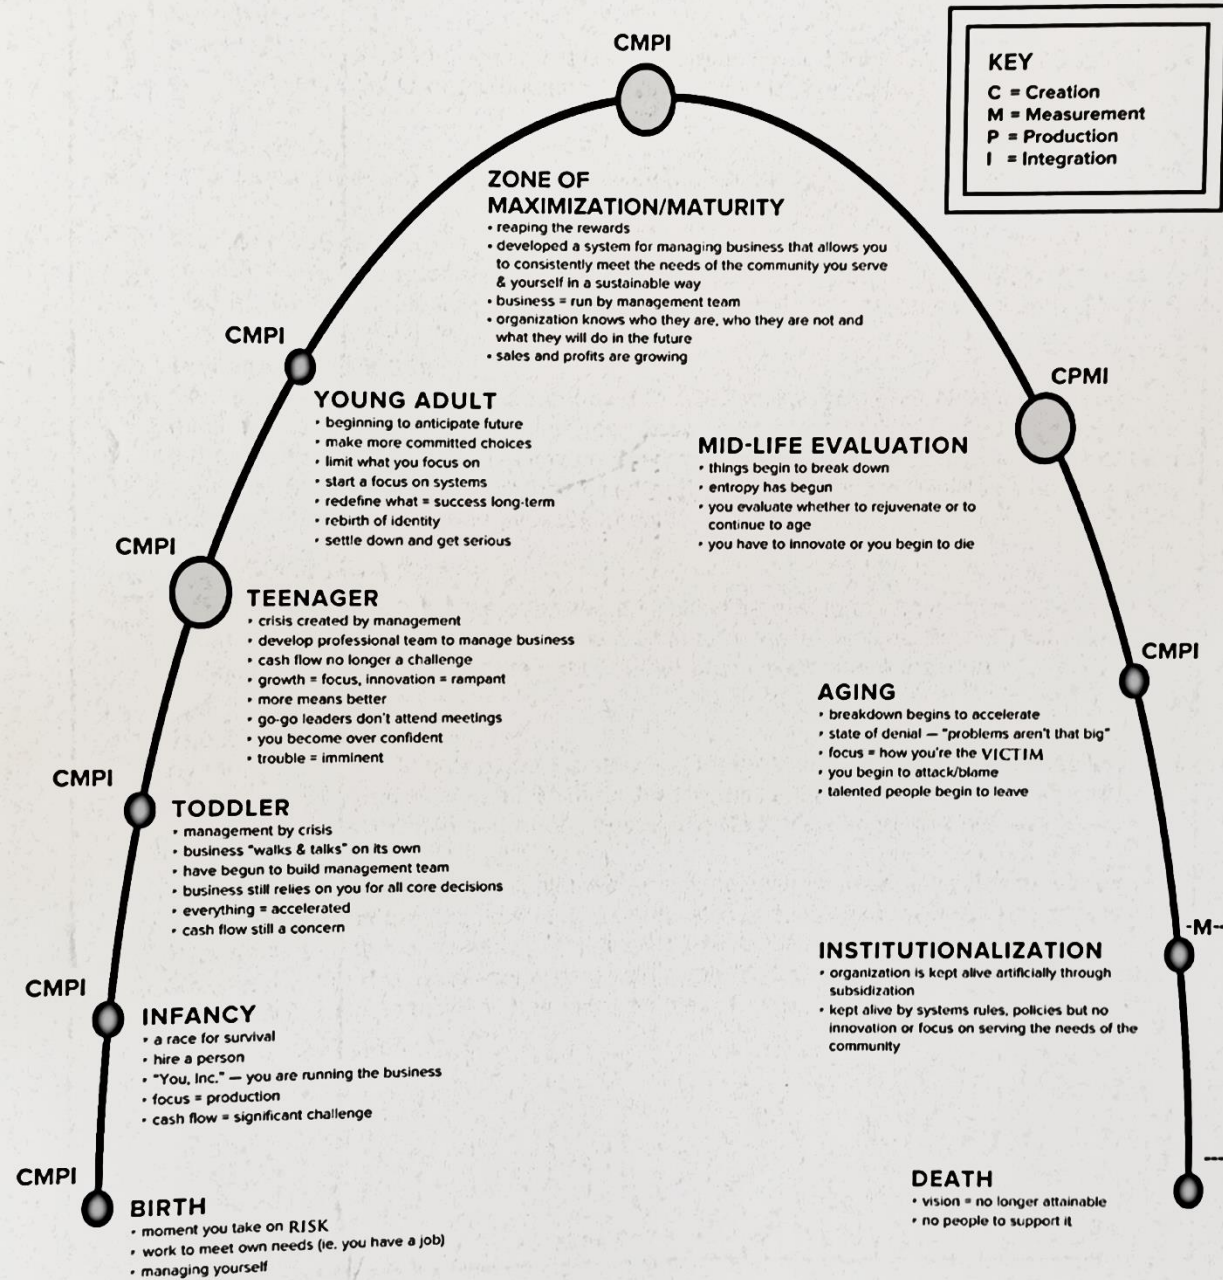 CMPI
KEY
C = Creation
M = Measurement
P = Production
I = Integration
ZONE OF
MAXIMIZATION/MATURITY
• reaping the rewards
• developed a system for managing business that allows you
to consistently meet the needs of the community you serve
& yourself in a sustainable way
• business = run by management team
• organization knows who they are, who they are not and
what they will do in the future
• sales and profits are growing
CMPI
YOUNG ADULT
• beginning to anticipate future
• make more committed choices
• limit what you focus on
• start a focus on systems
• redefine what = success long-term
• rebirth of identity
• settle down and get serious
CPMI
MID-LIFE EVALUATION
• things begin to break down
• entropy has begun
• you evaluate whether to rejuvenate or to
continue to age
• you have to innovate or you begin to die
CMPI
TEENAGER
• crisis created by management
• develop professional team to manage business
• cash flow no longer a challenge
• growth = focus, innovation = rampant
• more means better
• go-go leaders don't attend meetings
• you become over confident
• trouble = imminent
CMPI
AGING
• breakdown begins to accelerate
• state of denial — "problems aren't that big"
• focus = how you're the VICTIM
• you begin to attack/blame
• talented people begin to leave
CMPI
TODDLER
• management by crisis
• business "walks & talks" on its own
• have begun to build management team
• business still relies on you for all core decisions
• everything = accelerated
• cash flow still a concern
-M-
INSTITUTIONALIZATION
• organization is kept alive artificially through
subsidization
• kept alive by systems rules, policies but no
innovation or focus on serving the needs of the
community
CMPI
INFANCY
• a race for survival
• hire a person
• "You, Inc." — you are running the business
• focus = production
• cash flow = significant challenge
---
DEATH
• vision = no longer attainable
• no people to support it
CMPI
BIRTH
• moment you take on RISK
• work to meet own needs (ie. you have a job)
• managing yourself